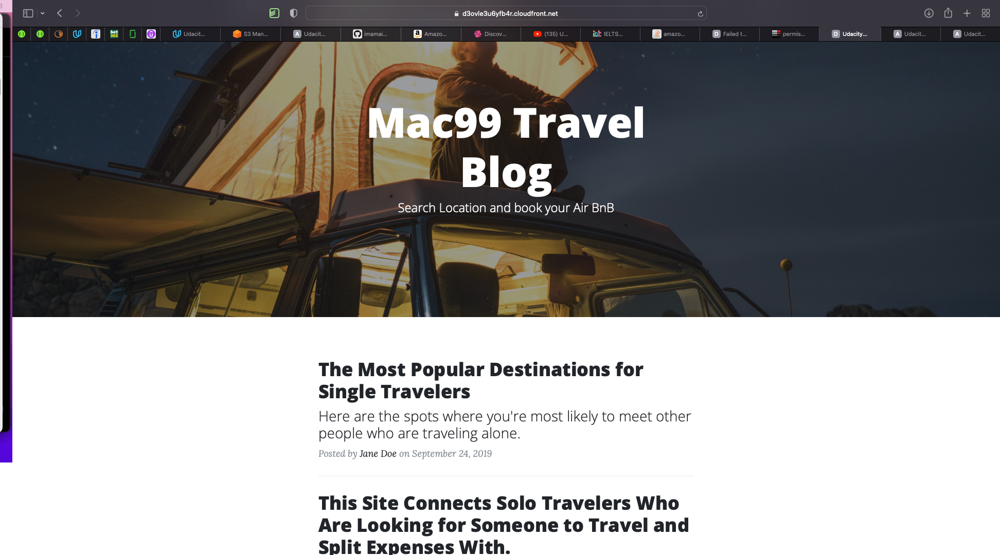 d3ovle3u6yfb4r.cloudfront.net
bet
365
Udacit...
S3 Man...
A Udacit...
imamai...
a Amazo...
Discov...
(135) U...
IELTS...
amazo...
D Failed t...
permis...
D Udacity...
A Udacit...
A Udacit...
Mac99 Travel
Blog
Search Location and book your Air BnB
The Most Popular Destinations for
Single Travelers
Here are the spots where you're most likely to meet other
people who are traveling alone.
Posted by Jane Doe on September 24, 2019
This Site Connects Solo Travelers Who
Are Looking for Someone to Travel and
Split Expenses With.